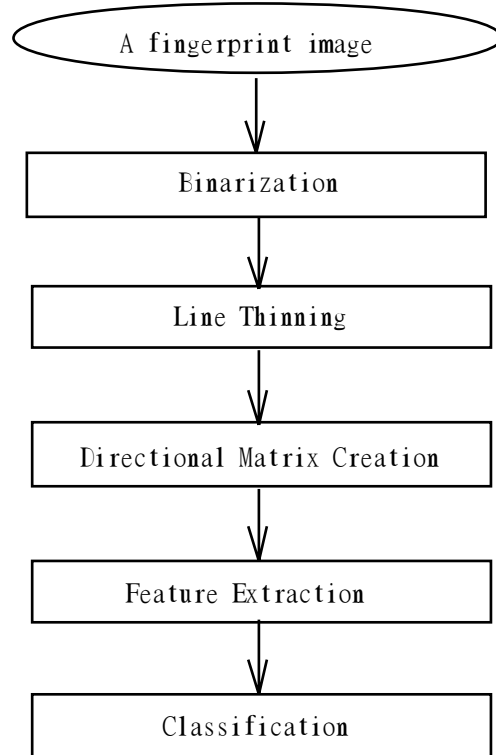 A fingerprint image
Binarization
Line Thinning
Directional Matrix Creation
Feature Extraction
Classification